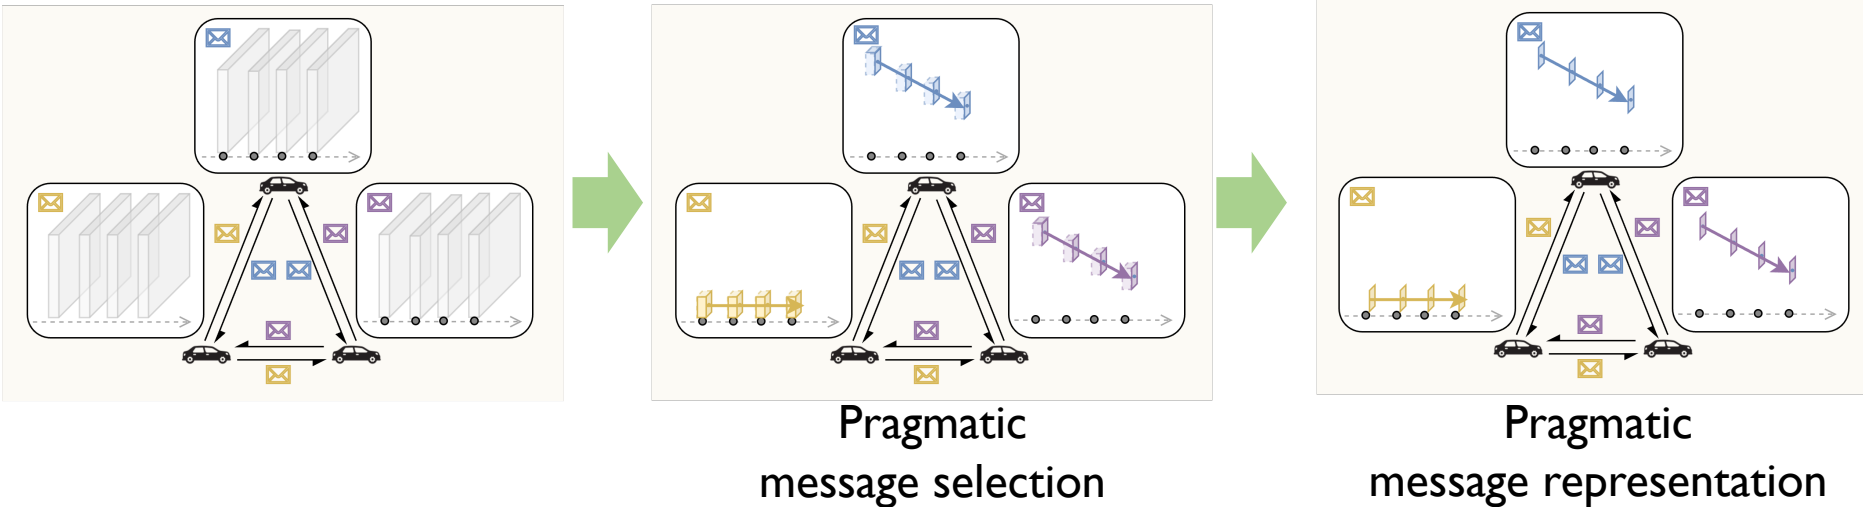 Pragmatic
message selection
Pragmatic
message representation